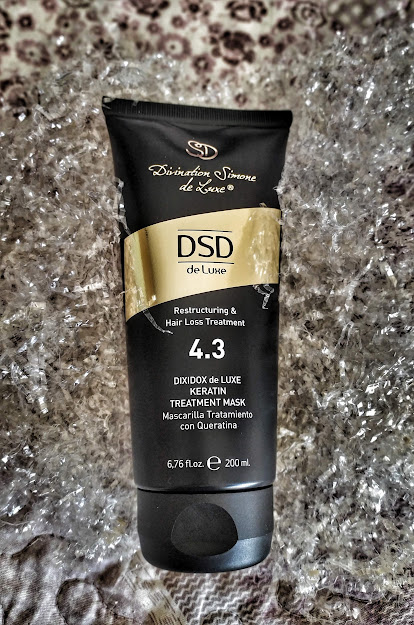 SD
Divination Simone
de Luxe®
DSD
de Luxe
Restructuring &
Hair Loss Treatment
4.3
DIXIDOX de LUXE
KERATIN
TREATMENT MASK
Mascarilla Tratamiento
con Queratina
6,76 fl.oz. ℮ 200 ml.